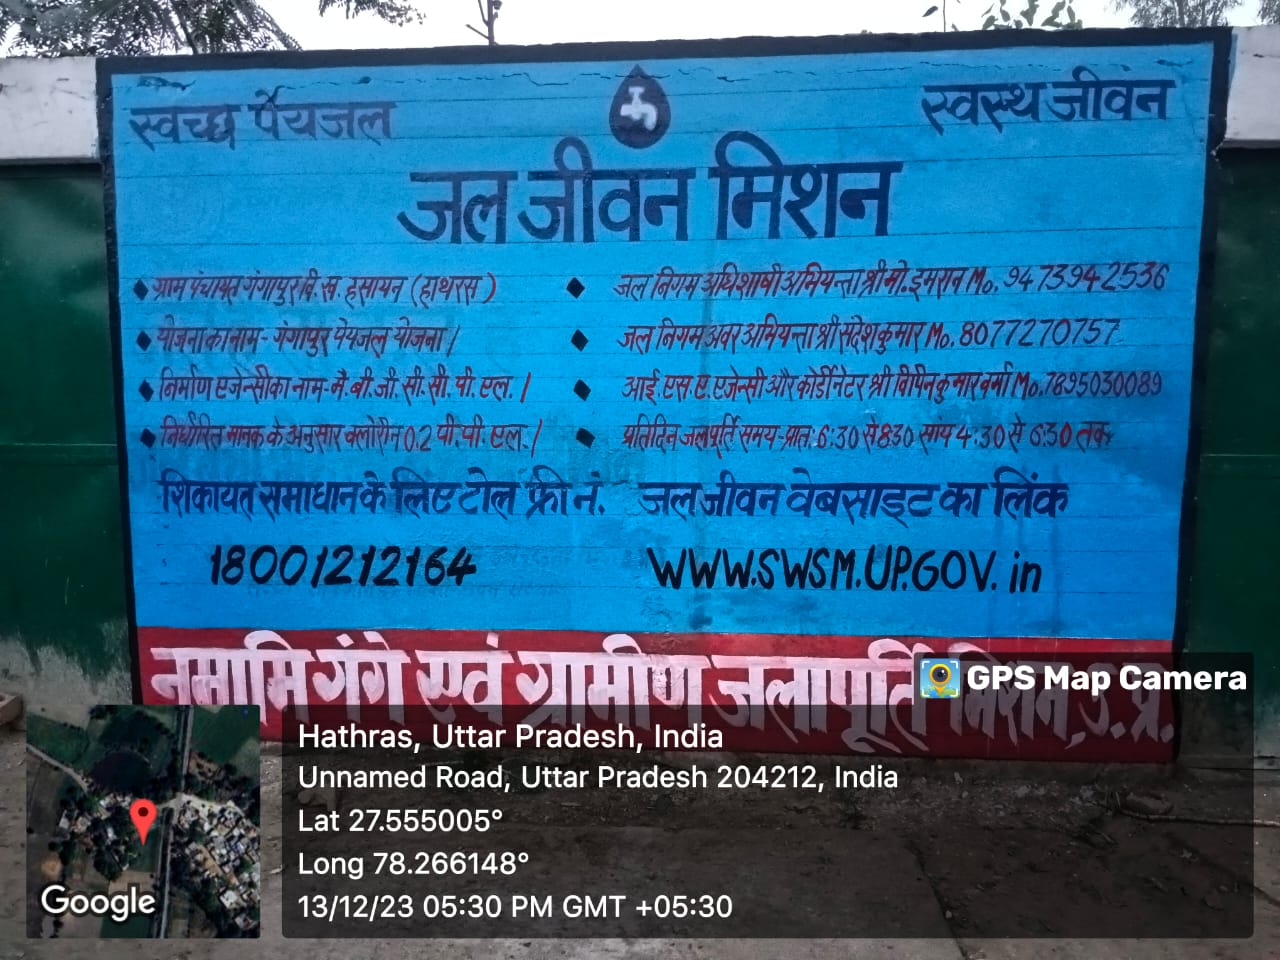 स्वच्छ पेयजल
स्वस्थ जीवन
जल जीवन मिशन
◆ ग्राम पंचायत गंगापुर वि.ख. हसायन (हाथरस)
◆ योजना का नाम - गंगापुर पेयजल योजना /
◆ निर्माण एजेन्सी का नाम-मै.बी.जी.सी.सी.पी.एल. /
◆ निर्धारित मानक के अनुसार क्लोरीन 0.2 पी.पी.एल. /
◆ जल निगम अधिशाषी अभियन्ता श्री मो. इमरान Mo. 9473942536
◆ जल निगम अवर अभियन्ता श्री संदेश कुमार Mo. 8077270757
◆ आई.एस.ए. एजेन्सी और कोर्डीनेटर श्री विपिन कुमार वर्मा Mo. 7895030089
◆ प्रतिदिन जलपूर्ति समय-प्रात: 6:30 से 8:30 सांय 4:30 से 6:30 तक
शिकायत समाधान के लिए टोल फ्री नं.
18001212164
जल जीवन वेबसाइट का लिंक
WWW.SWSM.UP.GOV.in
नमामि गंगे एवं ग्रामीण जलापूर्ति मिशन, उ.प्र.
GPS Map Camera
Hathras, Uttar Pradesh, India
Unnamed Road, Uttar Pradesh 204212, India
Lat 27.555005°
Long 78.266148°
13/12/23 05:30 PM GMT +05:30
Google